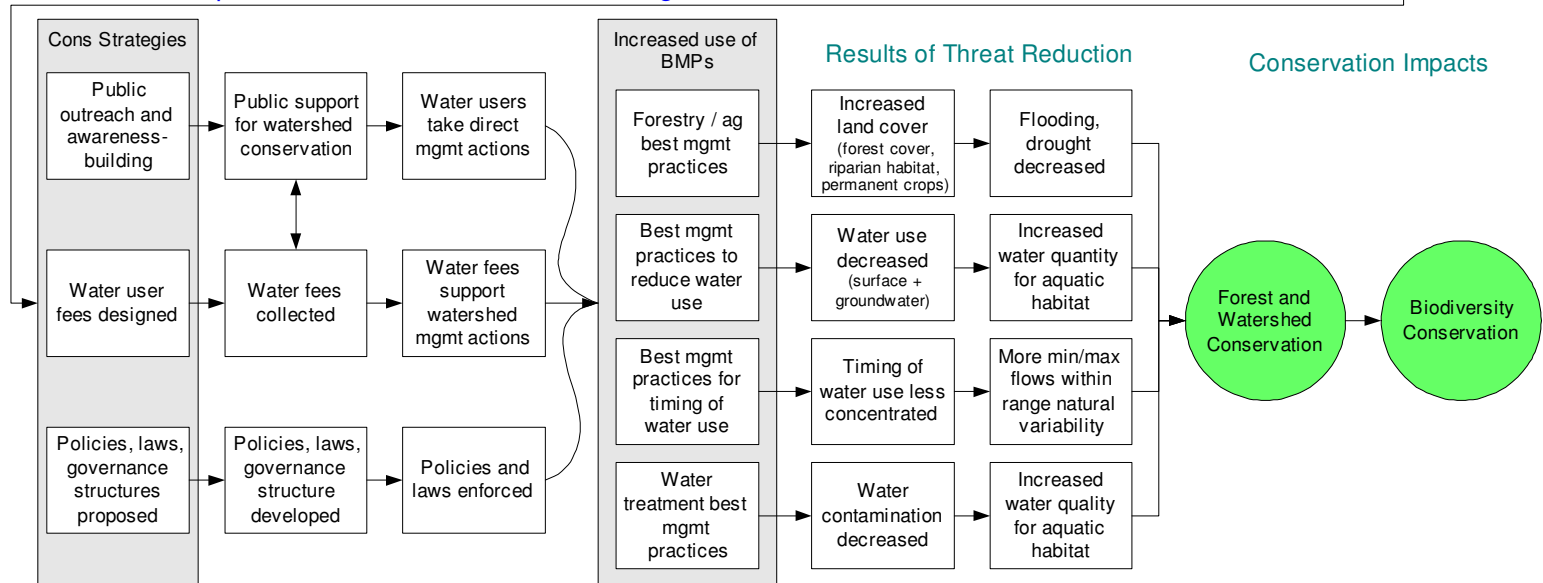 Cons Strategies
Public
outreach and
awareness-
building
Public support
for watershed
conservation
Water users
take direct
mgmt actions
Water user
fees designed
Water fees
collected
Water fees
support
watershed
mgmt actions
Policies, laws,
governance
structures
proposed
Policies, laws,
governance
structure
developed
Policies and
laws enforced
Increased use of
BMPs
Results of Threat Reduction
Conservation Impacts
Forestry / ag
best mgmt
practices
Increased
land cover
(forest cover,
riparian habitat,
permanent crops)
Flooding,
drought
decreased
Best mgmt
practices to
reduce water
use
Water use
decreased
(surface +
groundwater)
Increased
water quantity
for aquatic
habitat
Best mgmt
practices for
timing of
water use
Timing of
water use less
concentrated
More min/max
flows within
range natural
variability
Water
treatment best
mgmt
practices
Water
contamination
decreased
Increased
water quality
for aquatic
habitat
Forest and
Watershed
Conservation
Biodiversity
Conservation